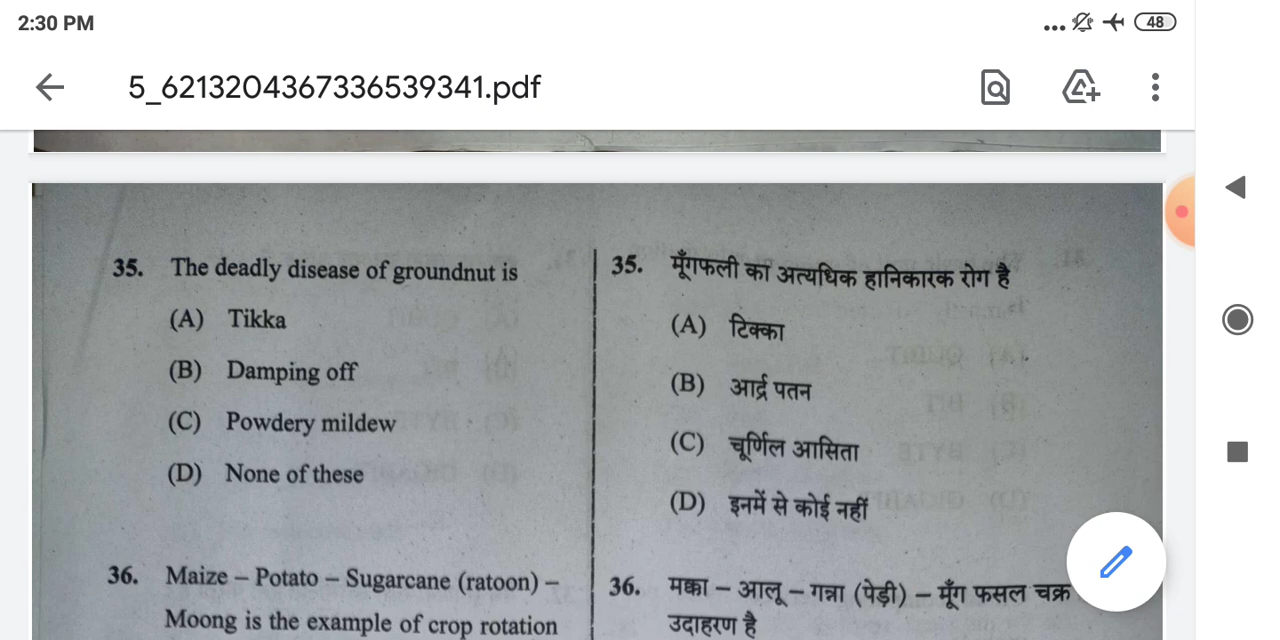 2:30 PM
48
5_6213204367336539341.pdf
35. The deadly disease of groundnut is
(A) Tikka
(B) Damping off
(C) Powdery mildew
(D) None of these
36. Maize – Potato – Sugarcane (ratoon) –
Moong is the example of crop rotation
35. मूँगफली का अत्यधिक हानिकारक रोग है
(A) टिक्का
(B) आर्द्र पतन
(C) चूर्णिल आसिता
(D) इनमें से कोई नहीं
36. मक्का – आलू – गन्ना (पेड़ी) – मूँग फसल चक्र
उदाहरण है